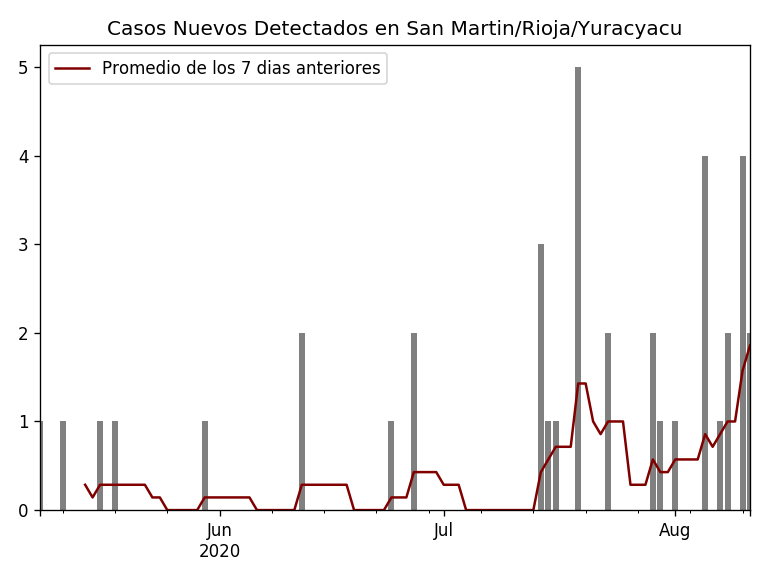 Casos Nuevos Detectados en San Martin/Rioja/Yuracyacu
Promedio de los 7 dias anteriores
5
4
3
2
1
0
Jun
2020
Jul
Aug